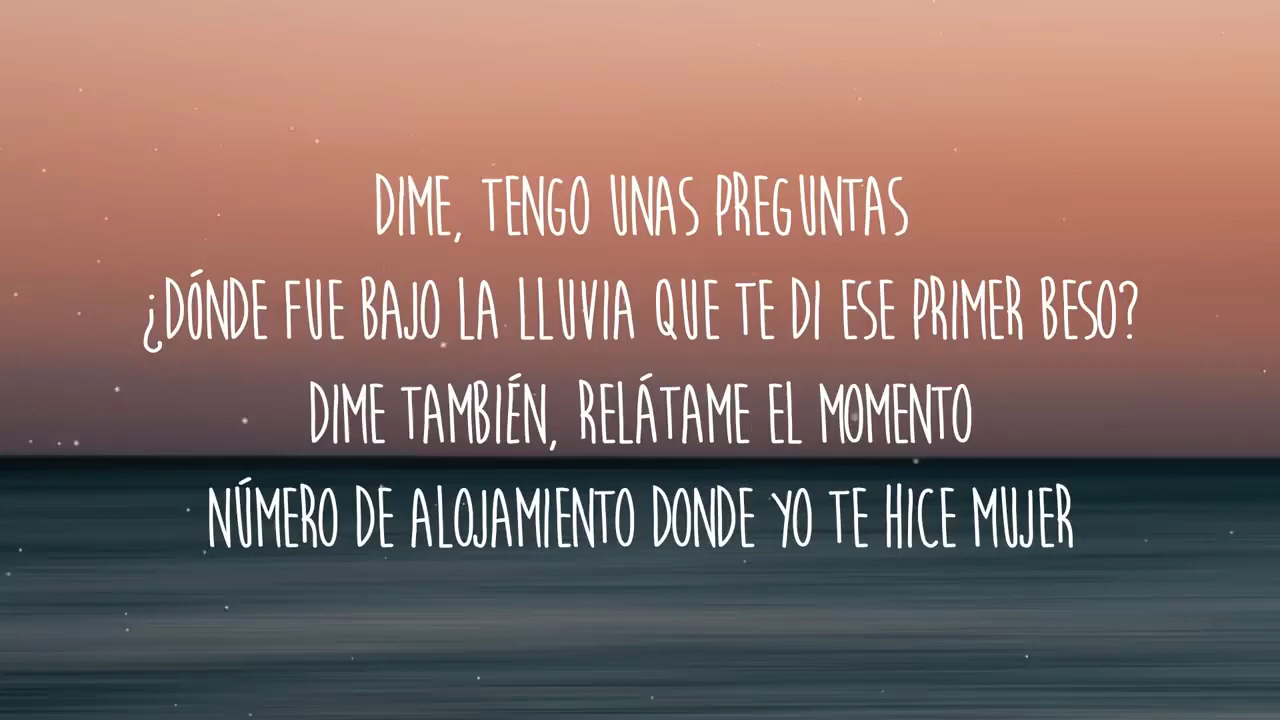 DIME, TENGO UNAS PREGUNTAS
¿DÓNDE FUE BAJO LA LLUVIA QUE TE DI ESE PRIMER BESO?
DIME TAMBIÉN, RELÁTAME EL MOMENTO
NÚMERO DE ALOJAMIENTO DONDE YO TE HICE MUJER